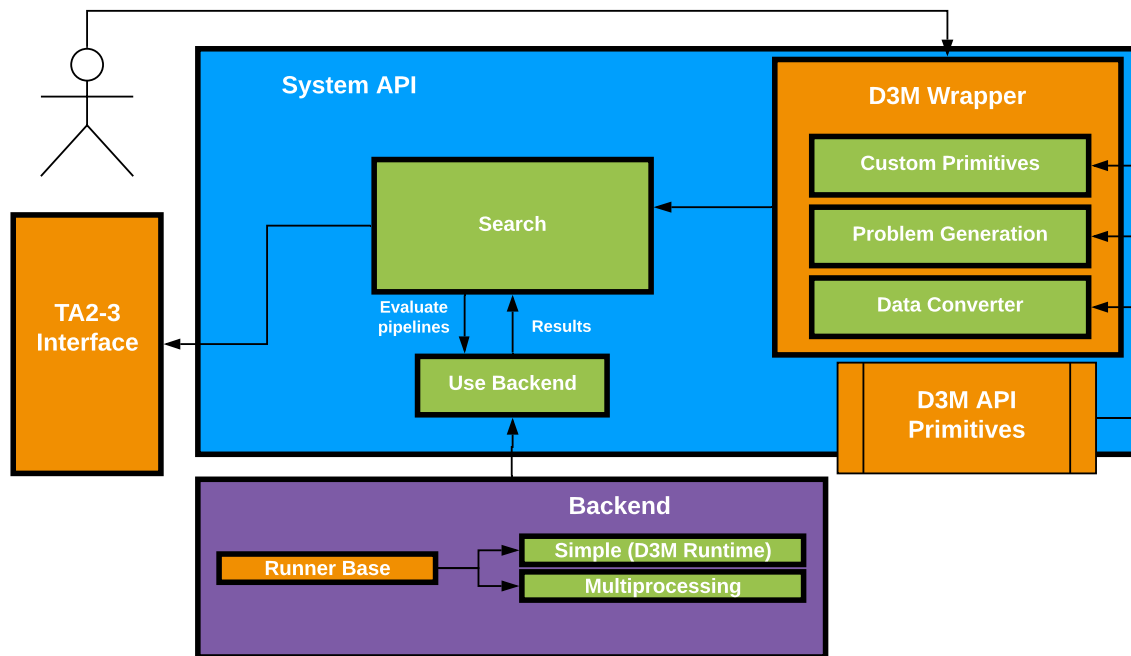 System API
D3M Wrapper
Custom Primitives
Problem Generation
Data Converter
Search
Evaluate
pipelines
Results
Use Backend
TA2-3
Interface
D3M API
Primitives
Backend
Runner Base
Simple (D3M Runtime)
Multiprocessing